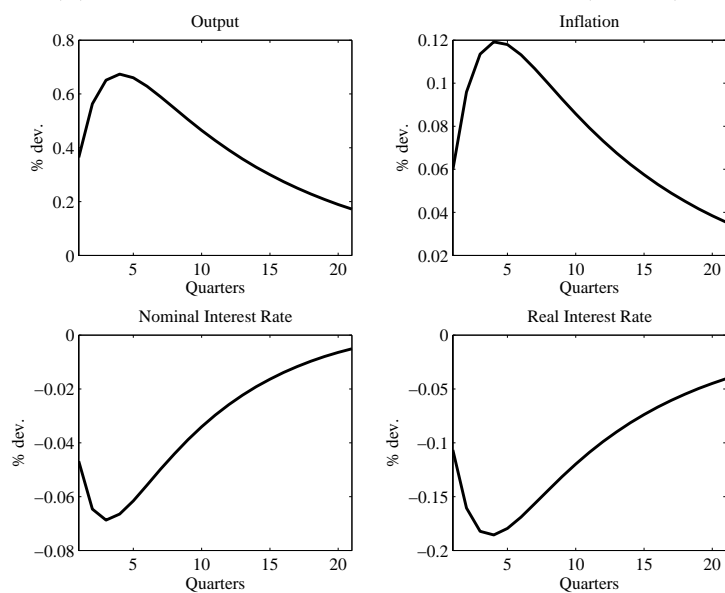 Output
0.8
0.6
0.4
0.2
0
% dev.
5 10 15 20
Quarters
Inflation
0.12
0.1
0.08
0.06
0.04
0.02
% dev.
5 10 15 20
Quarters
Nominal Interest Rate
0
−0.02
−0.04
−0.06
−0.08
% dev.
5 10 15 20
Quarters
Real Interest Rate
0
−0.05
−0.1
−0.15
−0.2
% dev.
5 10 15 20
Quarters